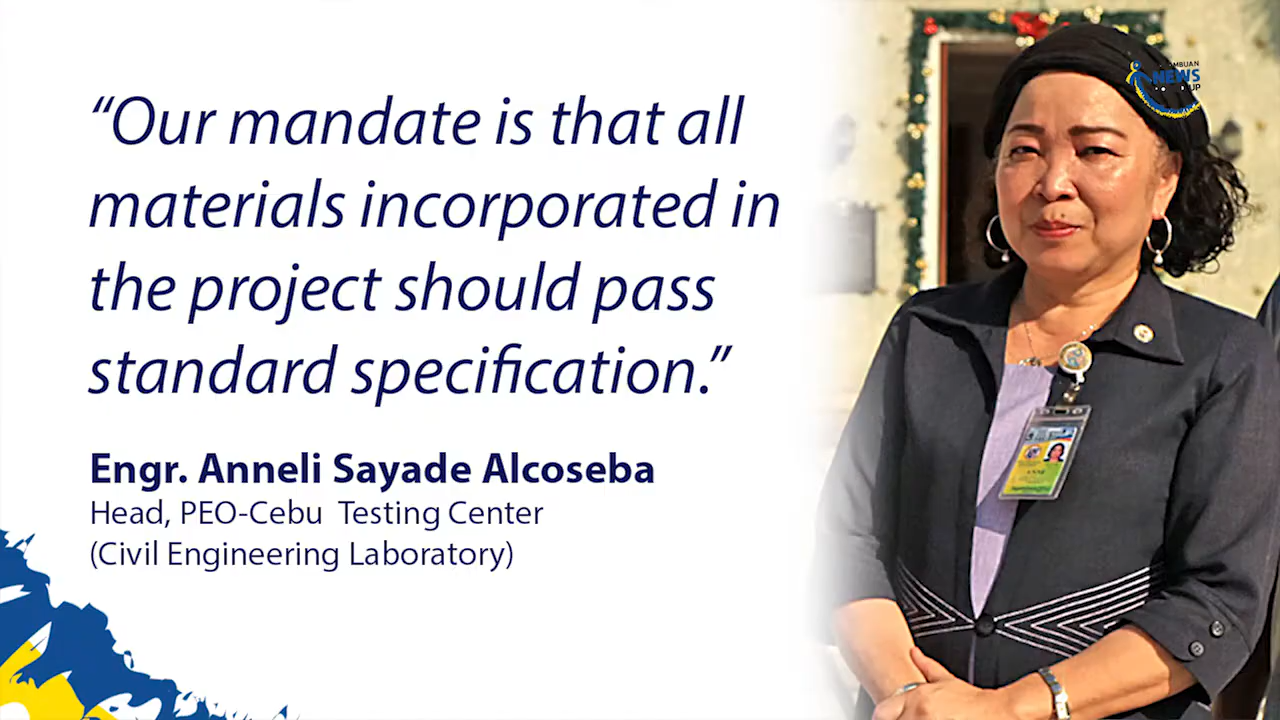 “Our mandate is that all
materials incorporated in
the project should pass
standard specification.”
Engr. Anneli Sayade Alcoseba
Head, PEO-Cebu Testing Center
(Civil Engineering Laboratory)
NEWS